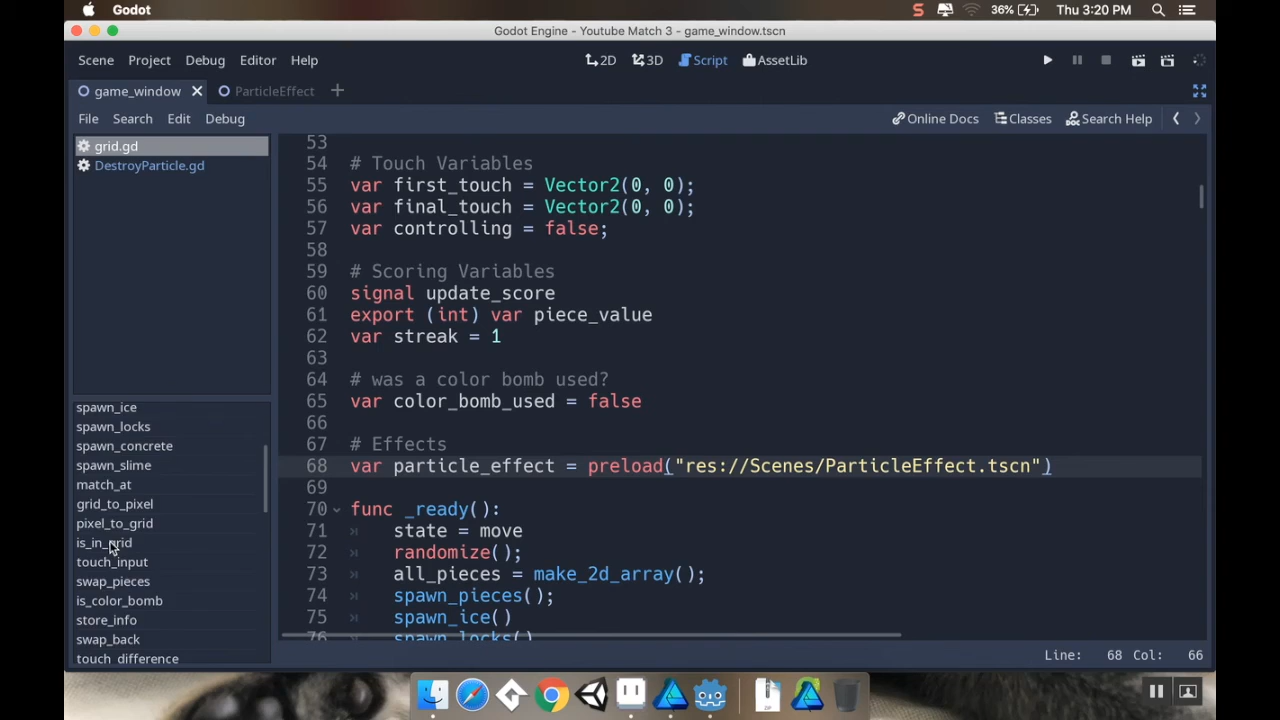 Godot
36%
Thu 3:20 PM
Godot Engine - Youtube Match 3 - game_window.tscn
Scene Project Debug Editor Help
2D 3D Script AssetLib
game_window ParticleEffect
File Search Edit Debug
Online Docs Classes Search Help
grid.gd
DestroyParticle.gd
spawn_ice
spawn_locks
spawn_concrete
spawn_slime
match_at
grid_to_pixel
pixel_to_grid
is_in_grid
touch_input
swap_pieces
is_color_bomb
store_info
swap_back
touch_difference
53
54 # Touch Variables
55 var first_touch = Vector2(0, 0);
56 var final_touch = Vector2(0, 0);
57 var controlling = false;
58
59 # Scoring Variables
60 signal update_score
61 export (int) var piece_value
62 var streak = 1
63
64 # was a color bomb used?
65 var color_bomb_used = false
66
67 # Effects
68 var particle_effect = preload("res://Scenes/ParticleEffect.tscn")
69
70 func _ready():
71 state = move
72 randomize();
73 all_pieces = make_2d_array();
74 spawn_pieces();
75 spawn_ice()
76 spawn_locks()
Line: 68 Col: 66